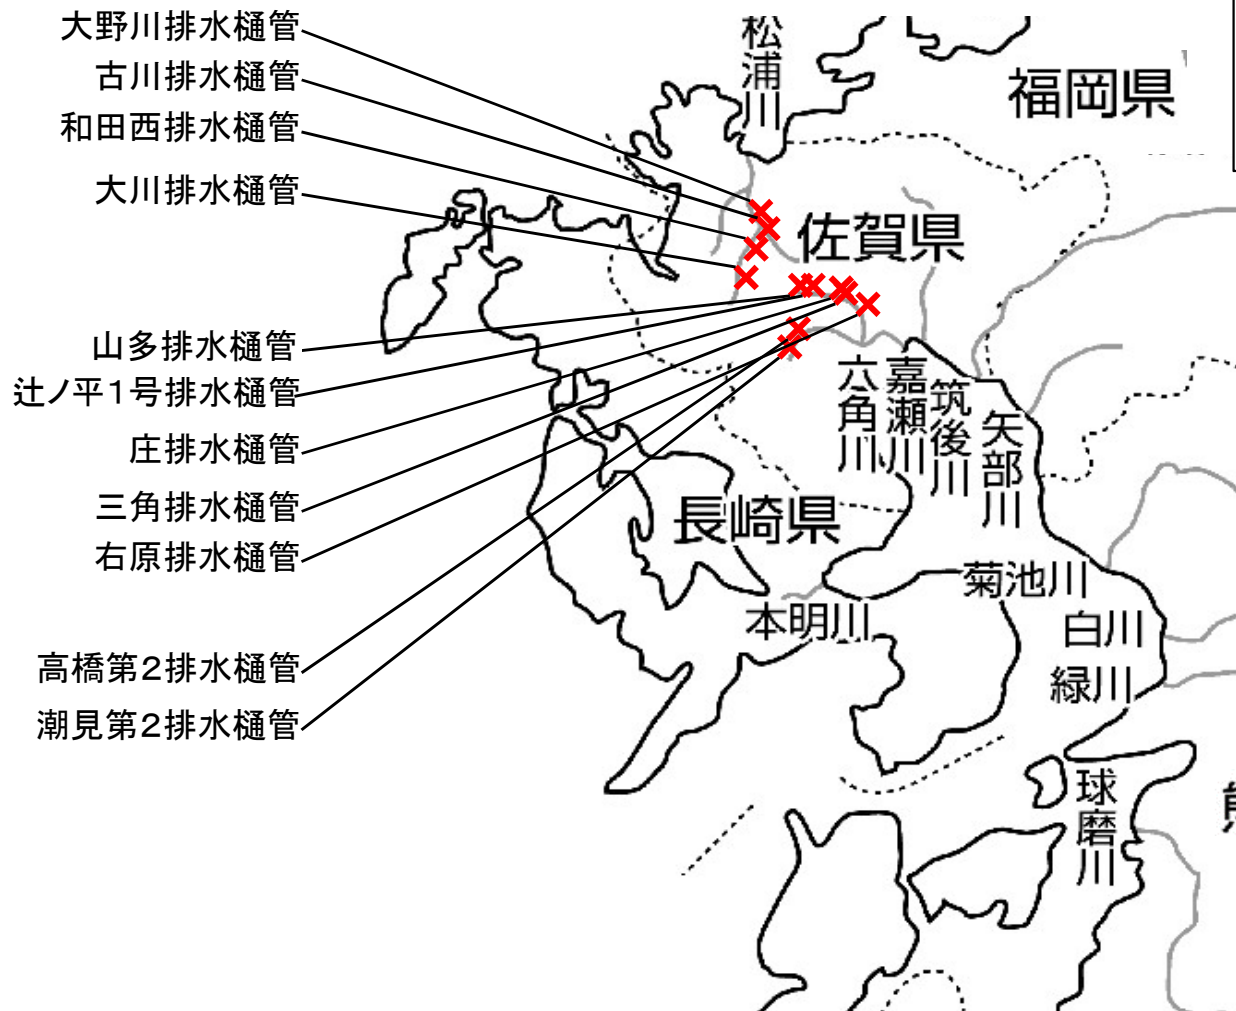 大野川排水樋管
古川排水樋管
和田西排水樋管
大川排水樋管
山多排水樋管
辻ノ平1号排水樋管
庄排水樋管
三角排水樋管
右原排水樋管
高橋第2排水樋管
潮見第2排水樋管
松浦川
福岡県
佐賀県
六角川
嘉瀬川
筑後川
矢部川
長崎県
菊池川
本明川
白川
緑川
球磨川